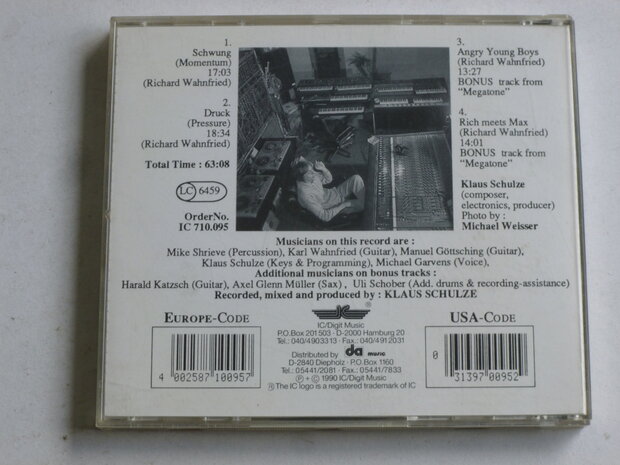 1.
Schwung
(Momentum)
17:03
(Richard Wahnfried)
2.
Druck
(Pressure)
18:34
(Richard Wahnfried)
Total Time : 63:08
LC 6459
OrderNo.
IC 710.095
3.
Angry Young Boys
(Richard Wahnfried)
13:27
BONUS track from
"Megatone"
4.
Rich meets Max
(Richard Wahnfried)
14:01
BONUS track from
"Megatone"
Klaus Schulze
(composer,
electronics, producer)
Photo by :
Michael Weisser
Musicians on this record are :
Mike Shrieve (Percussion), Karl Wahnfried (Guitar), Manuel Göttsching (Guitar),
Klaus Schulze (Keys & Programming), Michael Garvens (Voice),
Additional musicians on bonus tracks :
Harald Katzsch (Guitar), Axel Glenn Müller (Sax) , Uli Schober (Add. drums & recording-assistance)
Recorded, mixed and produced by : KLAUS SCHULZE
EUROPE-CODE
4 002587 100957
IC ®
IC/Digit Music
P.O.Box 201503 · D-2000 Hamburg 20
Tel.: 040/4903313 · Fax.: 040/4912031
Distributed by da music
D-2840 Diepholz · P.O.Box 1160
Tel.: 05441/2081 · Fax.: 05441/7833
Ⓟ + © 1990 IC/Digit Music
® The IC logo is a registered trademark of IC
USA-CODE
0 31397 00952